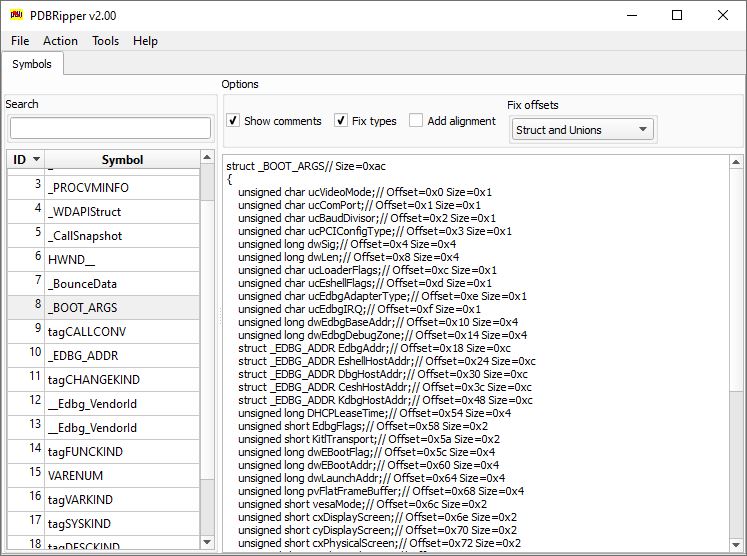 PDBRipper v2.00
File Action Tools Help
Symbols
Options
Search
Show comments
Fix types
Add alignment
Fix offsets
Struct and Unions
ID Symbol
3 _PROCVMINFO
4 _WDAPIStruct
5 _CallSnapshot
6 HWND__
7 _BounceData
8 _BOOT_ARGS
9 tagCALLCONV
10 _EDBG_ADDR
11 tagCHANGEKIND
12 __Edbg_VendorId
13 __Edbg_VendorId
14 tagFUNCKIND
15 VARENUM
16 tagVARKIND
17 tagSYSKIND
18 tagDESCKIND
struct _BOOT_ARGS// Size=0xac
{
unsigned char ucVideoMode;// Offset=0x0 Size=0x1
unsigned char ucComPort;// Offset=0x1 Size=0x1
unsigned char ucBaudDivisor;// Offset=0x2 Size=0x1
unsigned char ucPCIConfigType;// Offset=0x3 Size=0x1
unsigned long dwSig;// Offset=0x4 Size=0x4
unsigned long dwLen;// Offset=0x8 Size=0x4
unsigned char ucLoaderFlags;// Offset=0xc Size=0x1
unsigned char ucEshellFlags;// Offset=0xd Size=0x1
unsigned char ucEdbgAdapterType;// Offset=0xe Size=0x1
unsigned char ucEdbgIRQ;// Offset=0xf Size=0x1
unsigned long dwEdbgBaseAddr;// Offset=0x10 Size=0x4
unsigned long dwEdbgDebugZone;// Offset=0x14 Size=0x4
struct _EDBG_ADDR EdbgAddr;// Offset=0x18 Size=0xc
struct _EDBG_ADDR EshellHostAddr;// Offset=0x24 Size=0xc
struct _EDBG_ADDR DbgHostAddr;// Offset=0x30 Size=0xc
struct _EDBG_ADDR CeshHostAddr;// Offset=0x3c Size=0xc
struct _EDBG_ADDR KdbgHostAddr;// Offset=0x48 Size=0xc
unsigned long DHCPLeaseTime;// Offset=0x54 Size=0x4
unsigned short EdbgFlags;// Offset=0x58 Size=0x2
unsigned short KitlTransport;// Offset=0x5a Size=0x2
unsigned long dwEBootFlag;// Offset=0x5c Size=0x4
unsigned long dwEBootAddr;// Offset=0x60 Size=0x4
unsigned long dwLaunchAddr;// Offset=0x64 Size=0x4
unsigned long pvFlatFrameBuffer;// Offset=0x68 Size=0x4
unsigned short vesaMode;// Offset=0x6c Size=0x2
unsigned short cxDisplayScreen;// Offset=0x6e Size=0x2
unsigned short cyDisplayScreen;// Offset=0x70 Size=0x2
unsigned short cxPhysicalScreen;// Offset=0x72 Size=0x2